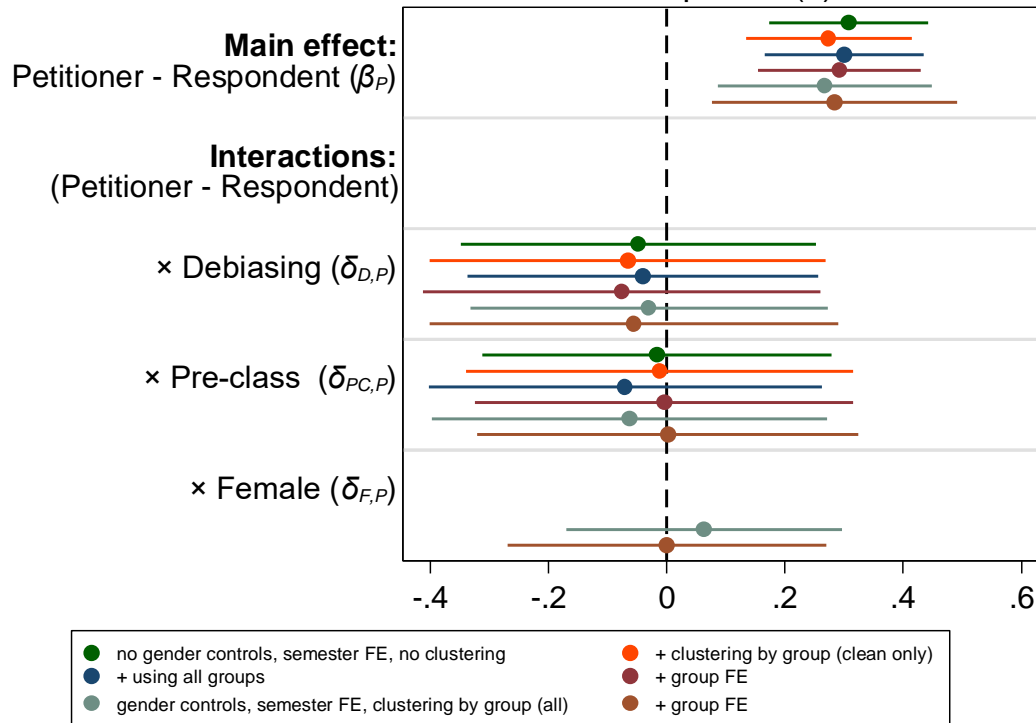 Main effect:
Petitioner - Respondent (βP)
Interactions:
(Petitioner - Respondent)
× Debiasing (δD,P)
× Pre-class (δPC,P)
× Female (δF,P)
-.4 -.2 0 .2 .4 .6
no gender controls, semester FE, no clustering + clustering by group (clean only)
+ using all groups + group FE
gender controls, semester FE, clustering by group (all) + group FE